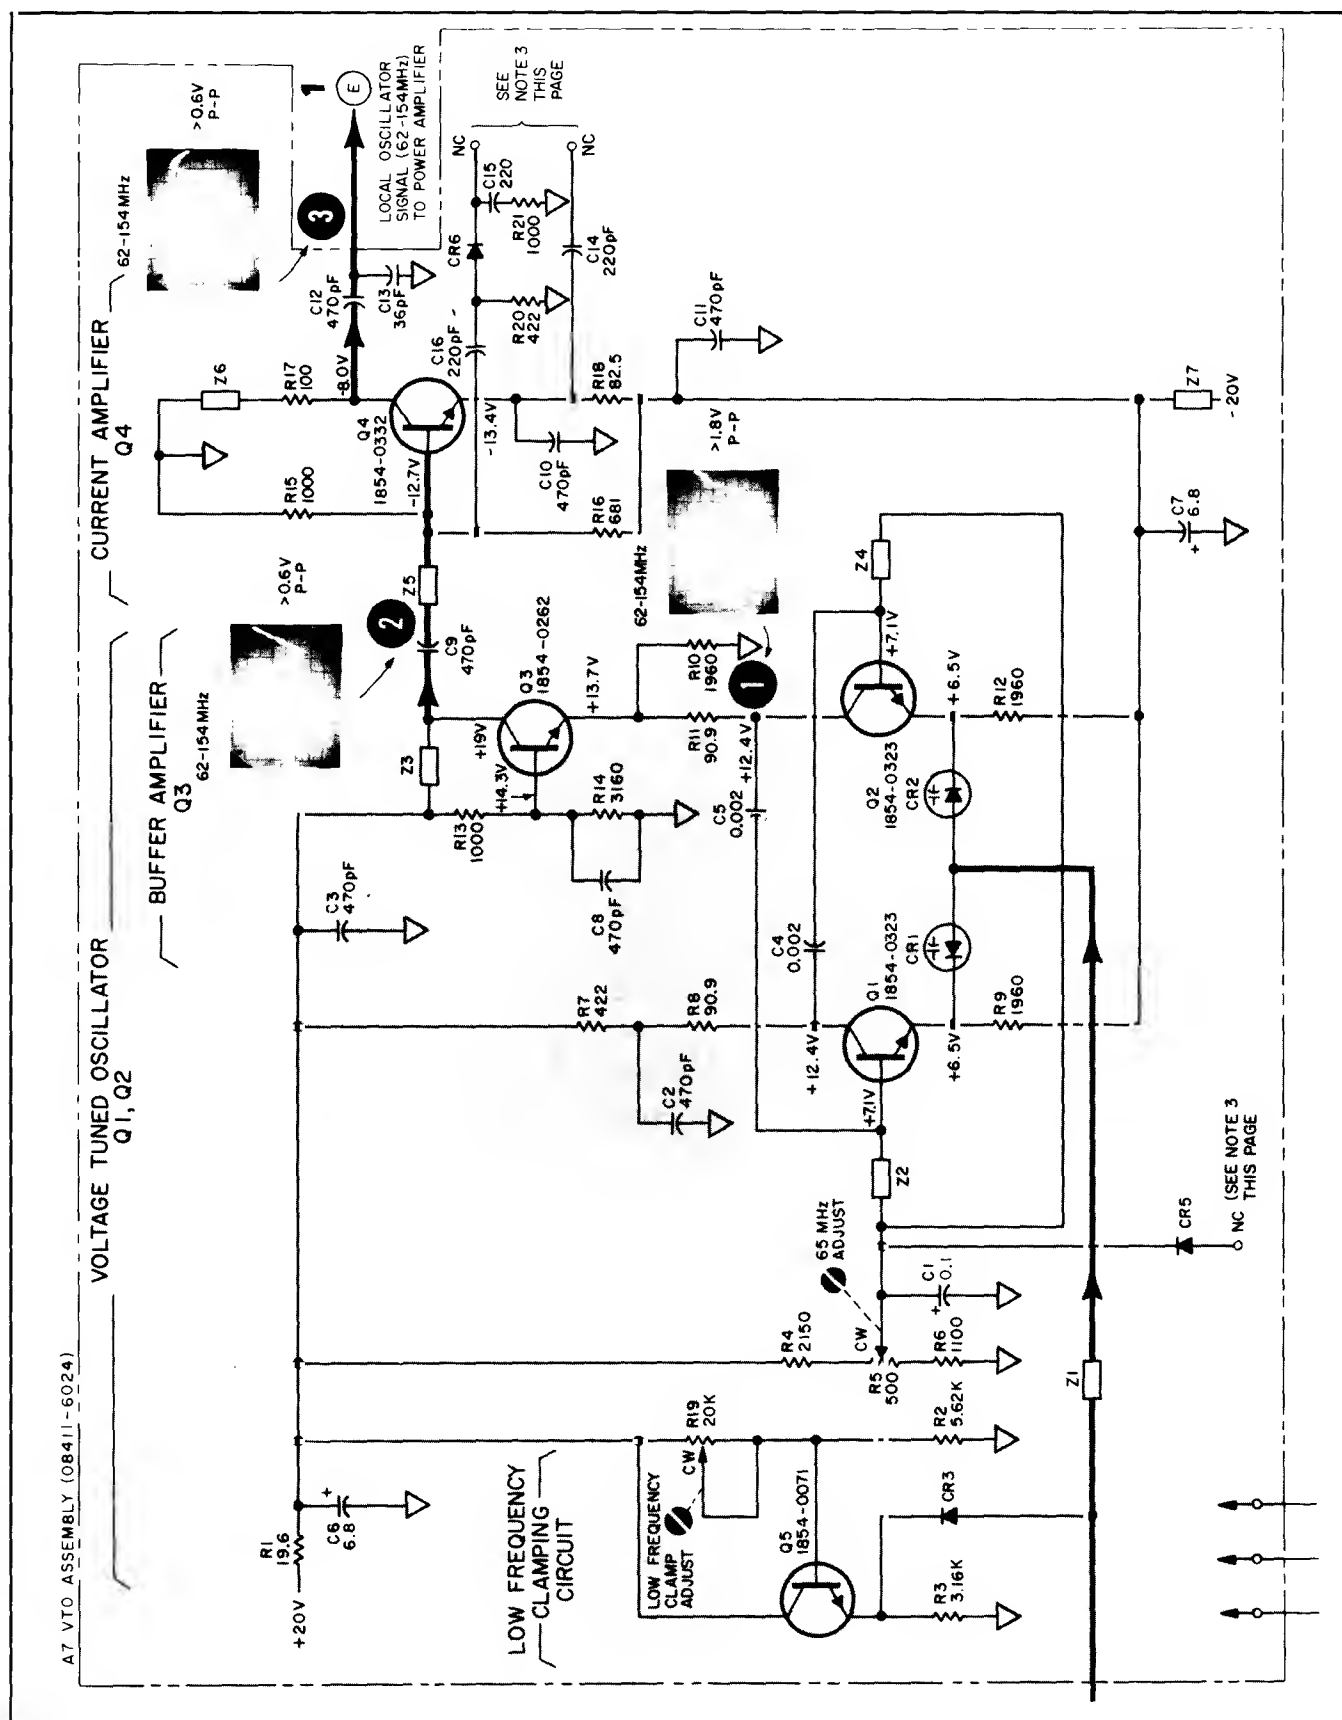 A7 VTO ASSEMBLY (08411-6024)
VOLTAGE TUNED OSCILLATOR
Q1, Q2
BUFFER AMPLIFIER
Q3
CURRENT AMPLIFIER
Q4
62-154MHz
>0.6V
P-P
2
62-154MHz
>0.6V
P-P
3
1
E
LOCAL OSCILLATOR
SIGNAL (62-154MHz)
TO POWER AMPLIFIER
SEE
NOTE 3
THIS
PAGE
NC
NC
+20V
R1
19.6
C6
6.8
+
C3
470pF
Z3
C9
470pF
Z5
R15
1000
Z6
R17
100
-8.0V
C12
470pF
C13
36pF
Q4
1854-0332
-12.7V
-13.4V
C16
220pF
CR6
C15
220
R21
1000
R20
422
C14
220pF
R18
82.5
C10
470pF
R16
681
C11
470pF
LOW FREQUENCY
CLAMPING
CIRCUIT
LOW FREQUENCY
CLAMP
ADJUST
CW
R19
20K
Q5
1854-0071
R2
5.62K
R3
3.16K
CR3
R4
2150
R5
500
CW
R6
1100
65 MHz
ADJUST
C1
0.1
+
Z2
R7
422
C2
470pF
R8
90.9
+12.4V
+7.1V
Q1
1854-0323
+6.5V
R9
1960
CR1
C4
0.002
R13
1000
+14.3V
C8
470pF
R14
3160
+19V
Q3
1854-0262
+13.7V
R10
1960
R11
90.9
1
62-154MHz
>1.8V
P-P
C5
0.002
+12.4V
Q2
1854-0323
CR2
+7.1V
+6.5V
R12
1960
Z4
C7
6.8
+
Z7
-20V
Z1
CR5
NC (SEE NOTE 3
THIS PAGE